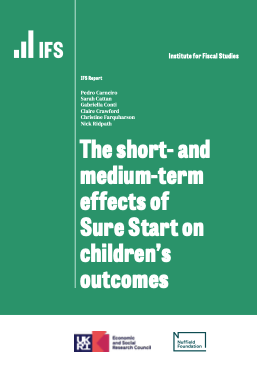 IFS
Institute for Fiscal Studies
IFS Report
Pedro Carneiro
Sarah Cattan
Gabriella Conti
Claire Crawford
Christine Farquharson
Nick Ridpath
The short- and
medium-term
effects of
Sure Start on
children's
outcomes
UK
RI
Economic
and Social
Research Council
Nuffield
Foundation